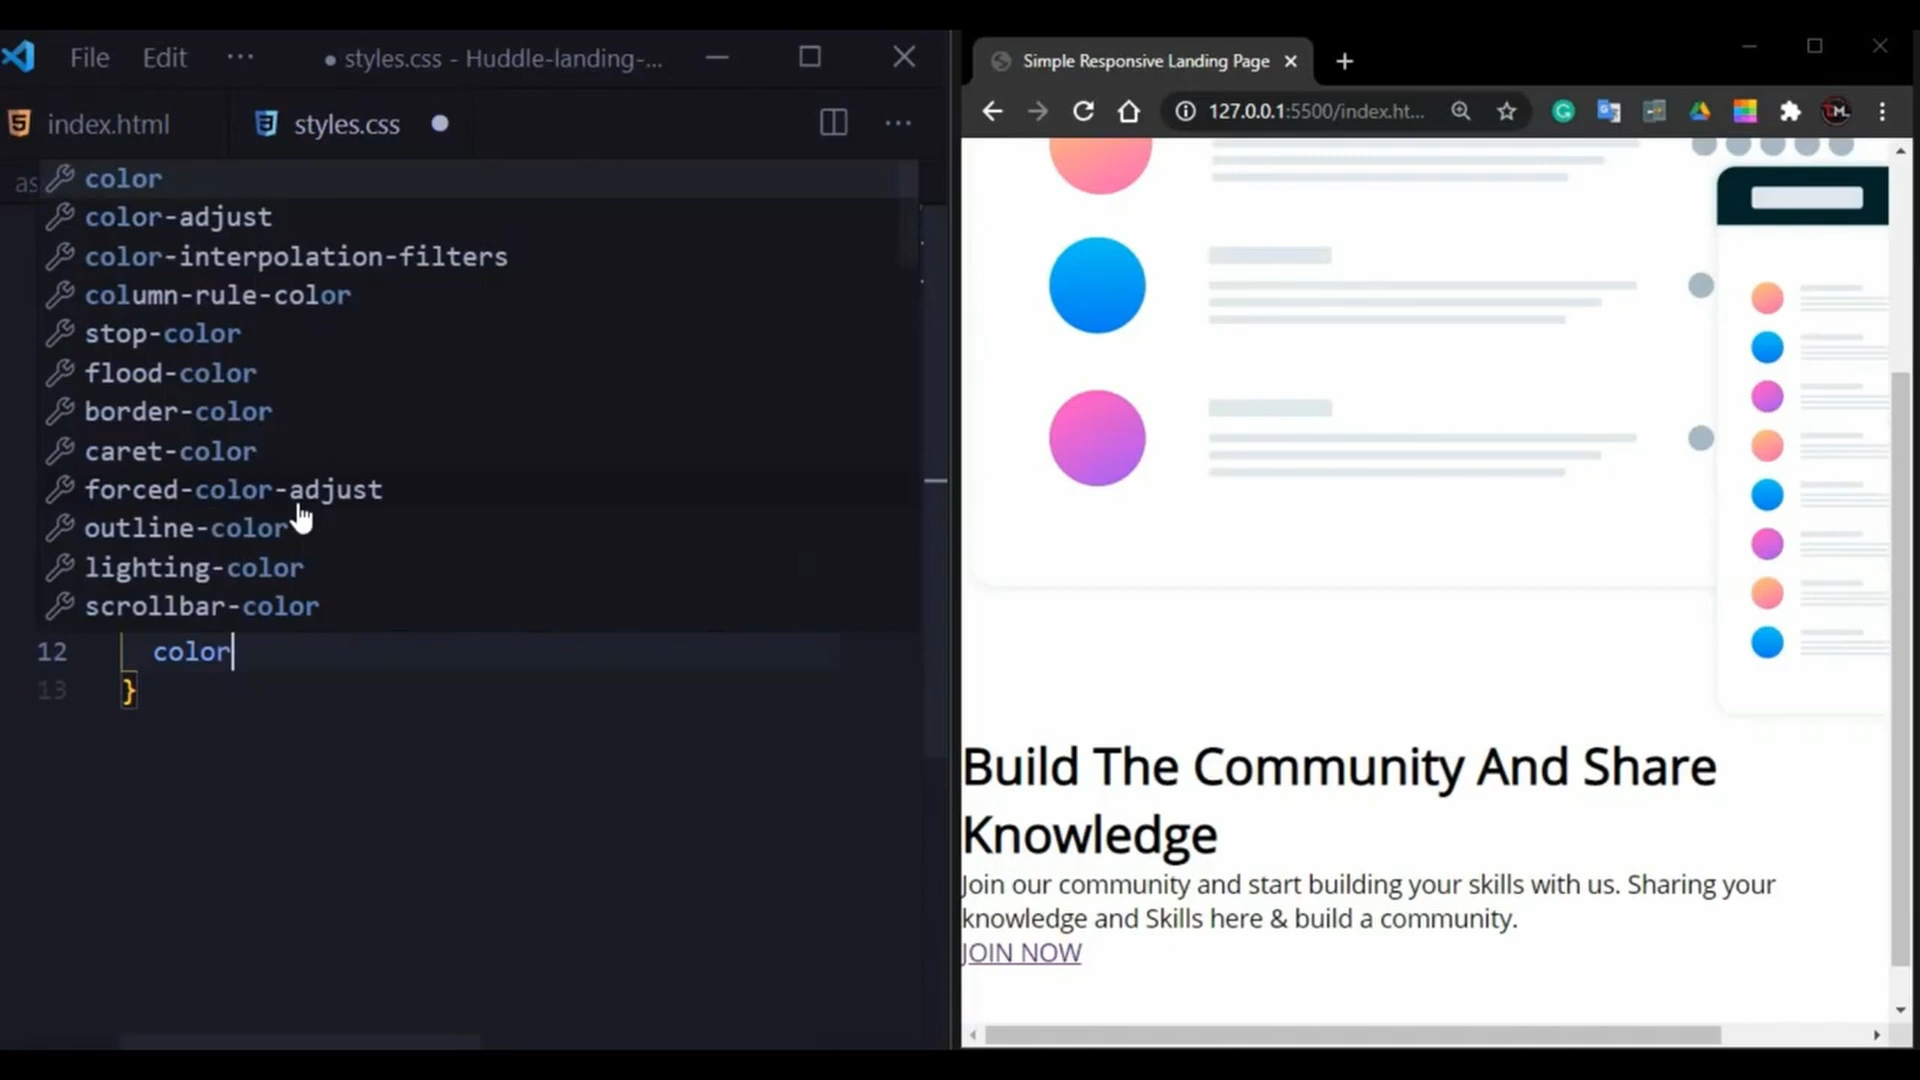 File Edit ··· ● styles.css - Huddle-landing-...
index.html styles.css ●
as
color
color-adjust
color-interpolation-filters
column-rule-color
stop-color
flood-color
border-color
caret-color
forced-color-adjust
outline-color
lighting-color
scrollbar-color
12 color
13 }
Simple Responsive Landing Page
127.0.0.1:5500/index.ht...
Build The Community And Share
Knowledge
Join our community and start building your skills with us. Sharing your
knowledge and Skills here & build a community.
JOIN NOW